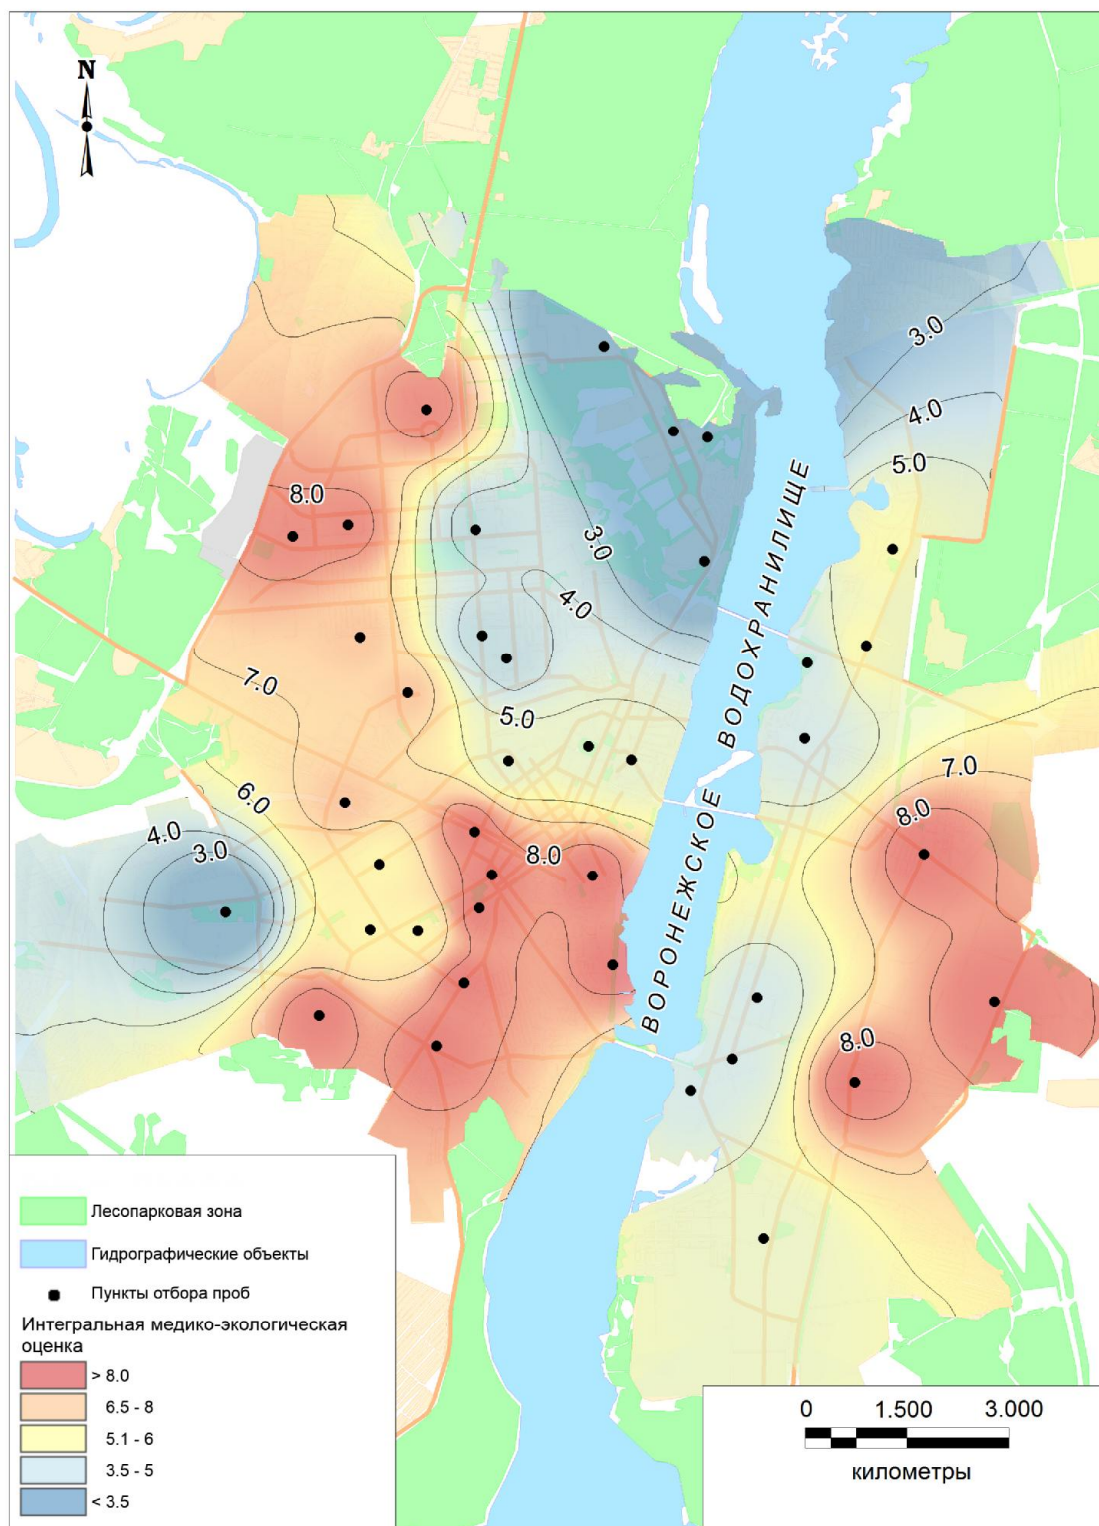 N
3.0
4.0
5.0
8.0
3.0
4.0
7.0
5.0
6.0
7.0
8.0
4.0
3.0
8.0
8.0
ВОРОНЕЖСКОЕ ВОДОХРАНИЛИЩЕ
Лесопарковая зона
Гидрографические объекты
Пункты отбора проб
Интегральная медико-экологическая
оценка
> 8.0
6.5 - 8
5.1 - 6
3.5 - 5
< 3.5
0 1.500 3.000
километры